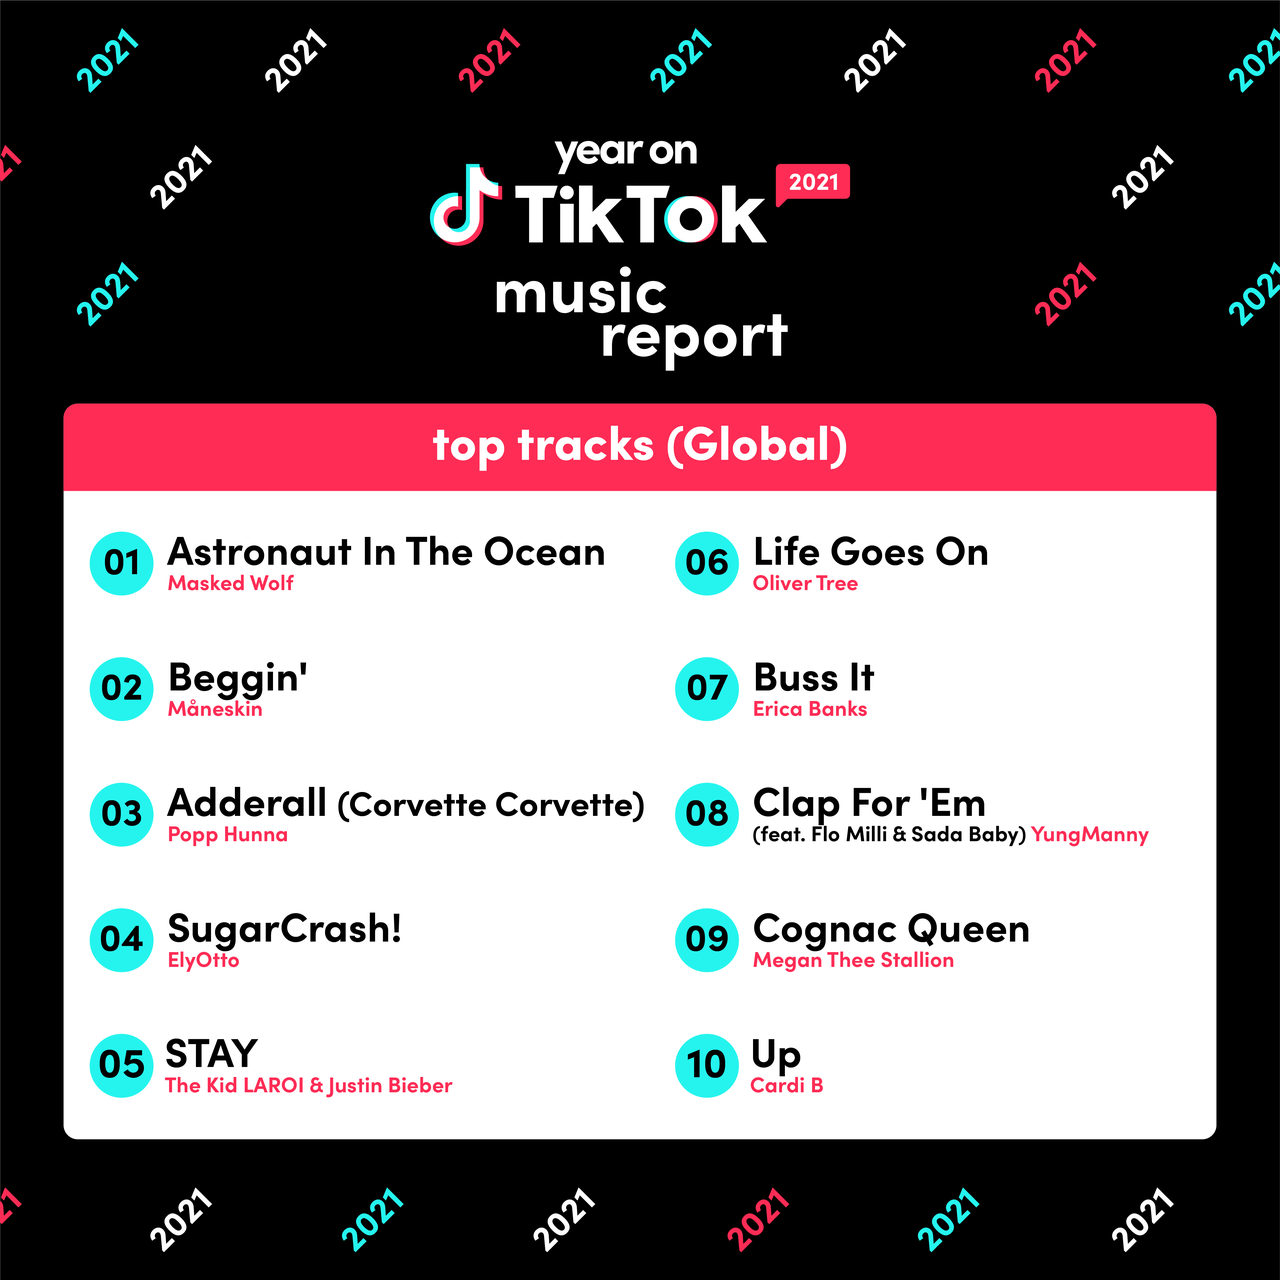 2021 2021 2021 2021 2021 2021 2021
2021 2021 2021
year on
TikTok 2021
2021 2021 2021
music
report
top tracks (Global)
01 Astronaut In The Ocean
Masked Wolf
02 Beggin'
Måneskin
03 Adderall (Corvette Corvette)
Popp Hunna
04 SugarCrash!
ElyOtto
05 STAY
The Kid LAROI & Justin Bieber
06 Life Goes On
Oliver Tree
07 Buss It
Erica Banks
08 Clap For 'Em
(feat. Flo Milli & Sada Baby) YungManny
09 Cognac Queen
Megan Thee Stallion
10 Up
Cardi B
2021 2021 2021 2021 2021 2021 2021